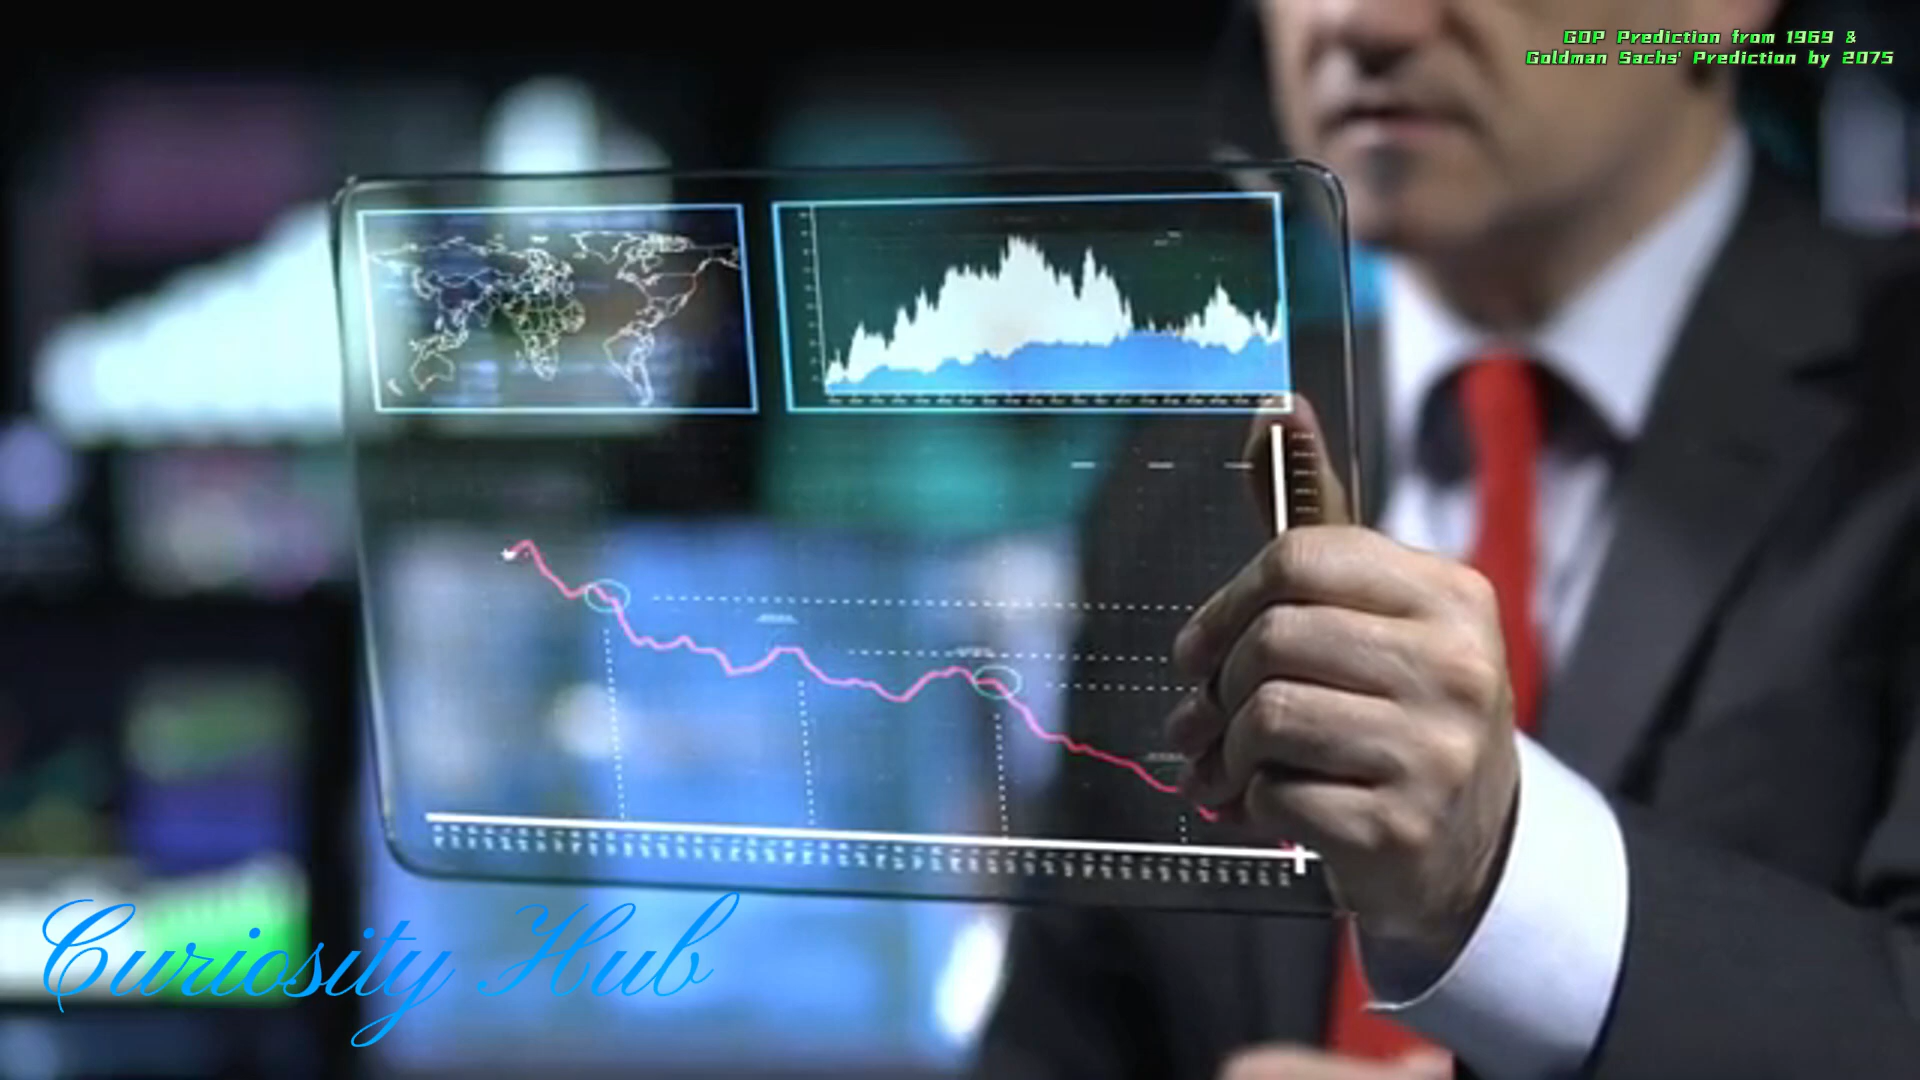 GDP Prediction from 1969 &
Goldman Sachs' Prediction by 2075
Curiosity Hub